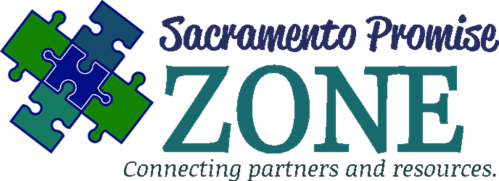 Sacramento Promise
ZONE
Connecting partners and resources.